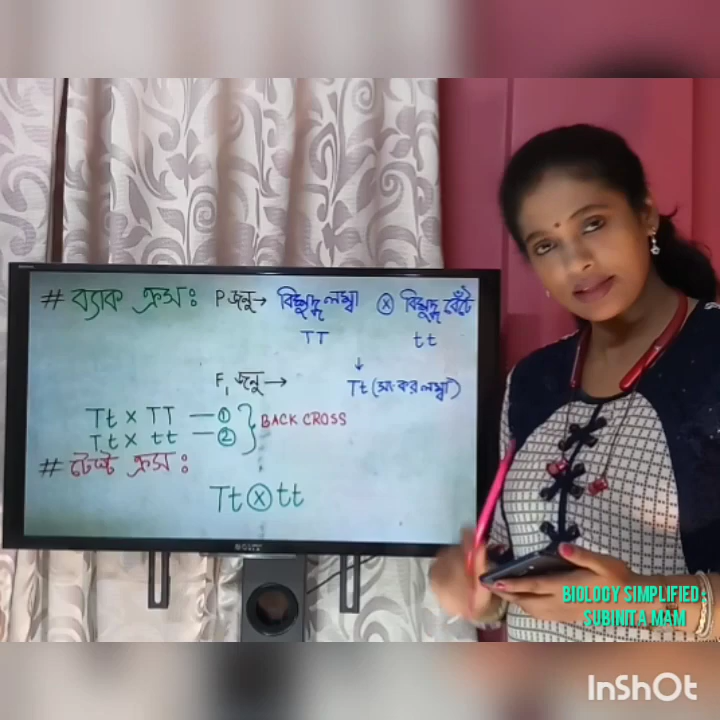 # ব্যাক ক্রস: P জনু → বিশুদ্ধ লম্বা ⊗ বিশুদ্ধ বেঁটে
TT tt
↓
F₁ জনু → Tt (সংকর লম্বা)
Tt × TT — ①
Tt × tt — ② } BACK CROSS
# টেস্ট ক্রস:
Tt ⊗ tt
SONY
BIOLOGY SIMPLIFIED :
SUBINITA MAM
InShOt